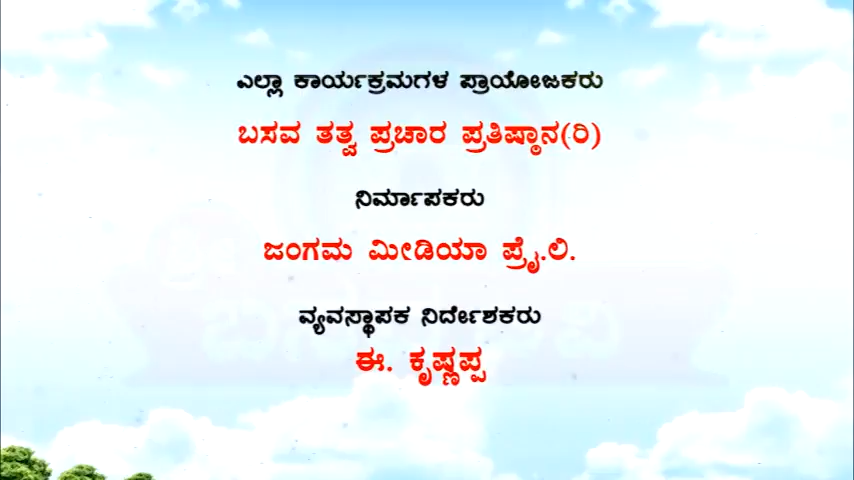 ಎಲ್ಲಾ ಕಾರ್ಯಕ್ರಮಗಳ ಪ್ರಾಯೋಜಕರು
ಬಸವ ತತ್ವ ಪ್ರಚಾರ ಪ್ರತಿಷ್ಠಾನ(ರಿ)
ನಿರ್ಮಾಪಕರು
ಜಂಗಮ ಮೀಡಿಯಾ ಪ್ರೈ.ಲಿ.
ವ್ಯವಸ್ಥಾಪಕ ನಿರ್ದೇಶಕರು
ಈ. ಕೃಷ್ಣಪ್ಪ